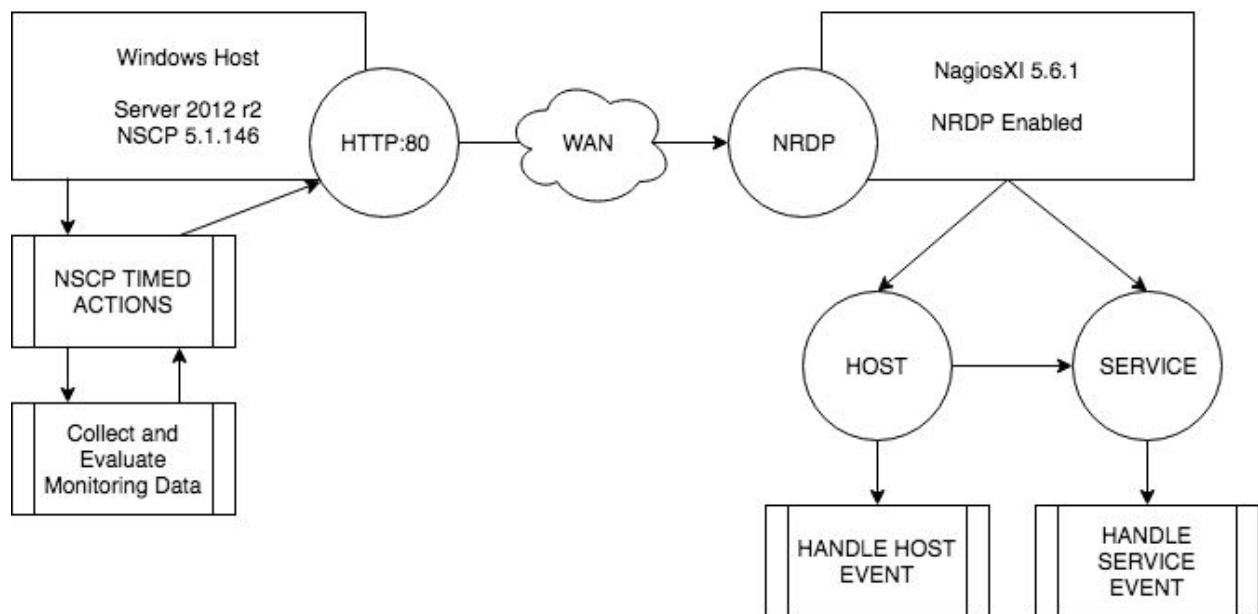 Windows Host
Server 2012 r2
NSCP 5.1.146
HTTP:80
WAN
NRDP
NagiosXI 5.6.1
NRDP Enabled
NSCP TIMED
ACTIONS
Collect and
Evaluate
Monitoring Data
HOST
SERVICE
HANDLE HOST
EVENT
HANDLE
SERVICE
EVENT